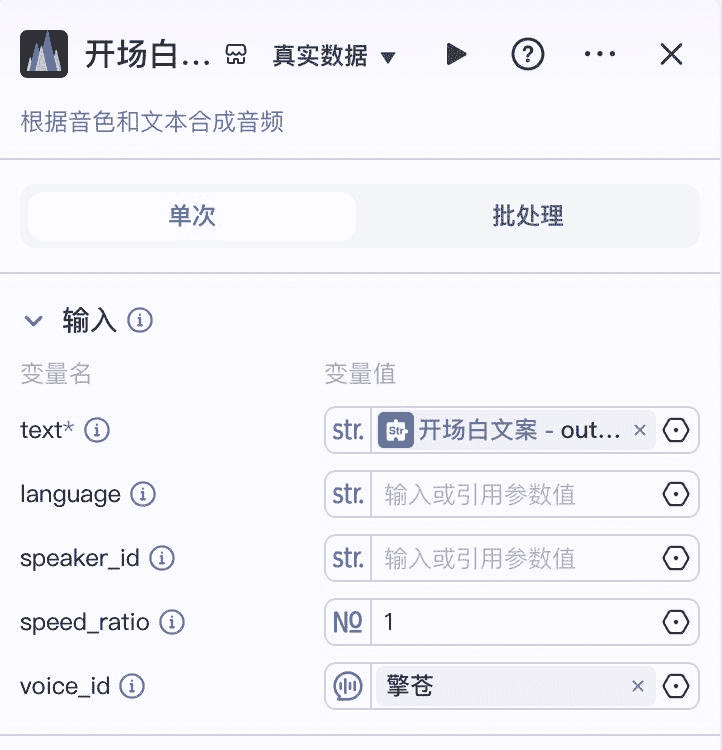 开场白... 真实数据
根据音色和文本合成音频
单次 批处理
输入
变量名 变量值
text* str. Str 开场白文案 - out...
language str. 输入或引用参数值
speaker_id str. 输入或引用参数值
speed_ratio № 1
voice_id 擎苍